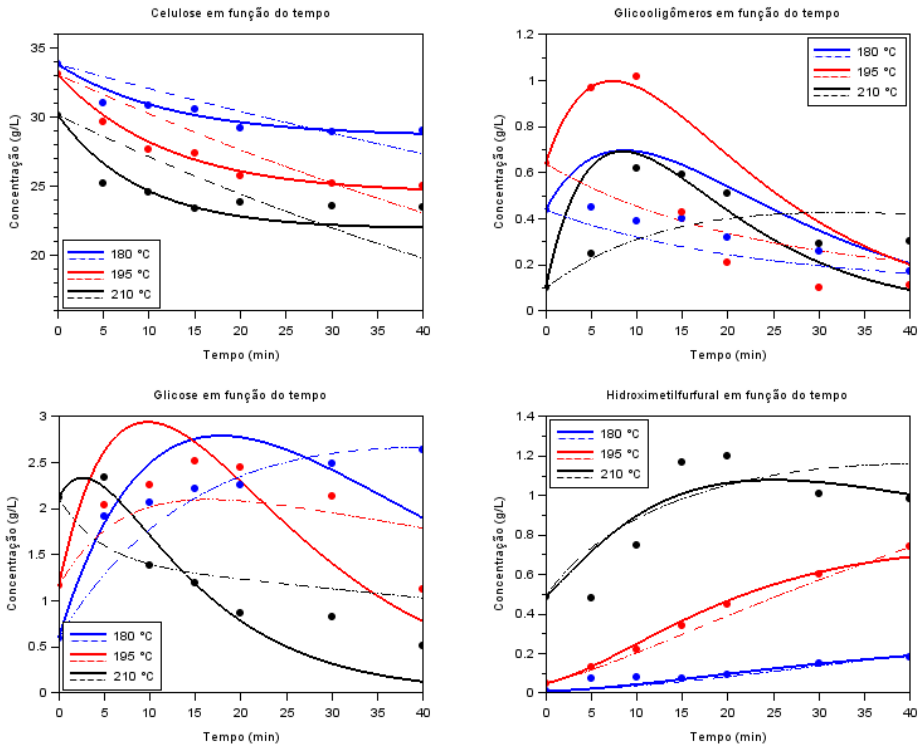 Celulose em função do tempo
Concentração (g/L)
35
30
25
20
180 °C
195 °C
210 °C
0 5 10 15 20 25 30 35 40
Tempo (min)
Glicooligômeros em função do tempo
Concentração (g/L)
1.2
1
0.8
0.6
0.4
0.2
0
180 °C
195 °C
210 °C
0 5 10 15 20 25 30 35 40
Tempo (min)
Glicose em função do tempo
Concentração (g/L)
3
2.5
2
1.5
1
0.5
0
180 °C
195 °C
210 °C
0 5 10 15 20 25 30 35 40
Tempo (min)
Hidroximetilfurfural em função do tempo
Concentração (g/L)
1.4
1.2
1
0.8
0.6
0.4
0.2
0
180 °C
195 °C
210 °C
0 5 10 15 20 25 30 35 40
Tempo (min)